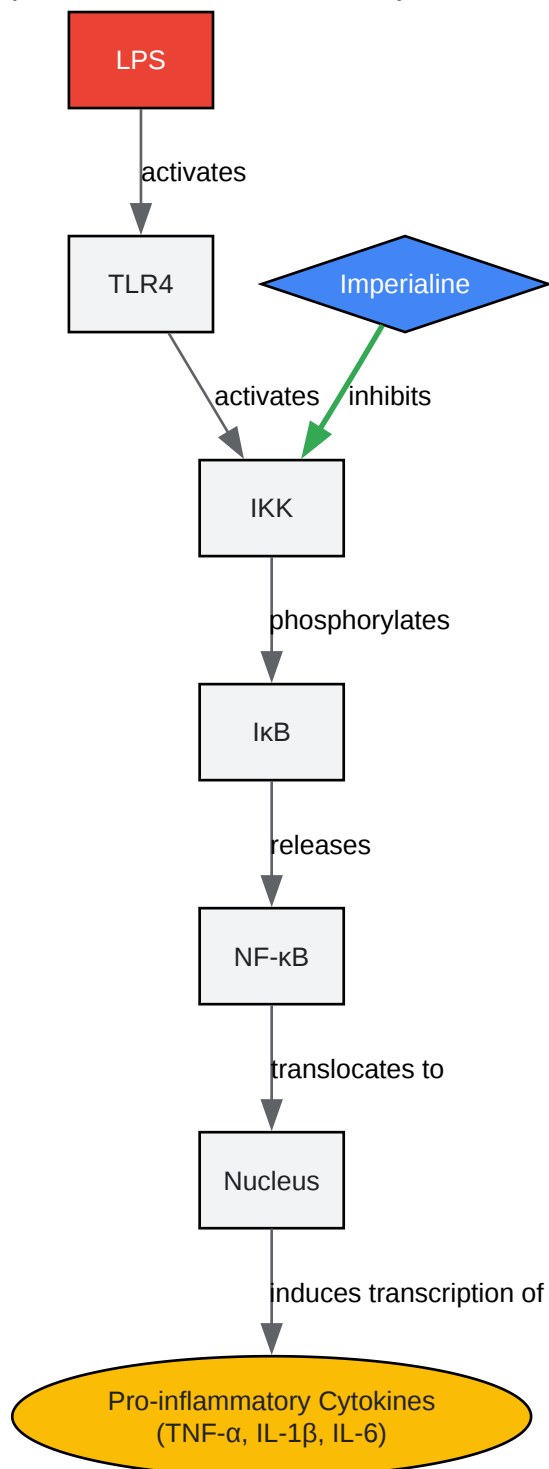 LPS
activates
TLR4
Imperialine
activates
inhibits
IKK
phosphorylates
IκB
releases
NF-κB
translocates to
Nucleus
induces transcription of
Pro-inflammatory Cytokines
(TNF-α, IL-1β, IL-6)